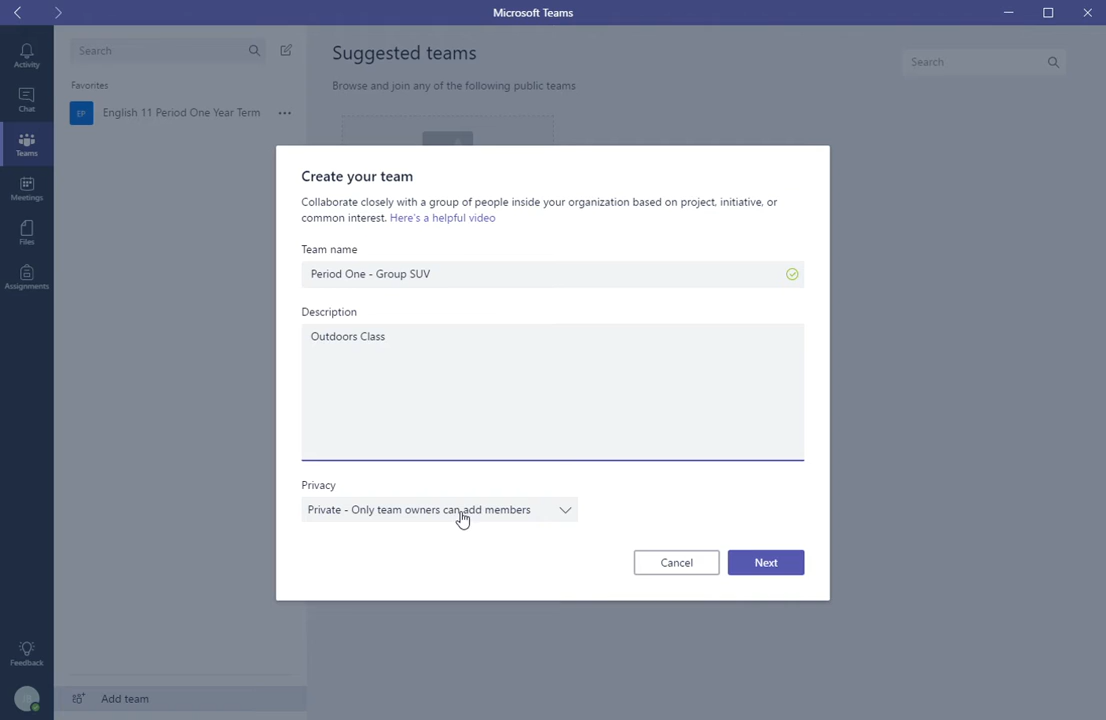 Microsoft Teams
Activity
Chat
Teams
Meetings
Files
Assignments
Feedback
Search
Favorites
EP English 11 Period One Year Term
Add team
Suggested teams
Browse and join any of the following public teams
Search
Create your team
Collaborate closely with a group of people inside your organization based on project, initiative, or
common interest. Here's a helpful video
Team name
Period One - Group SUV
Description
Outdoors Class
Privacy
Private - Only team owners can add members
Cancel
Next